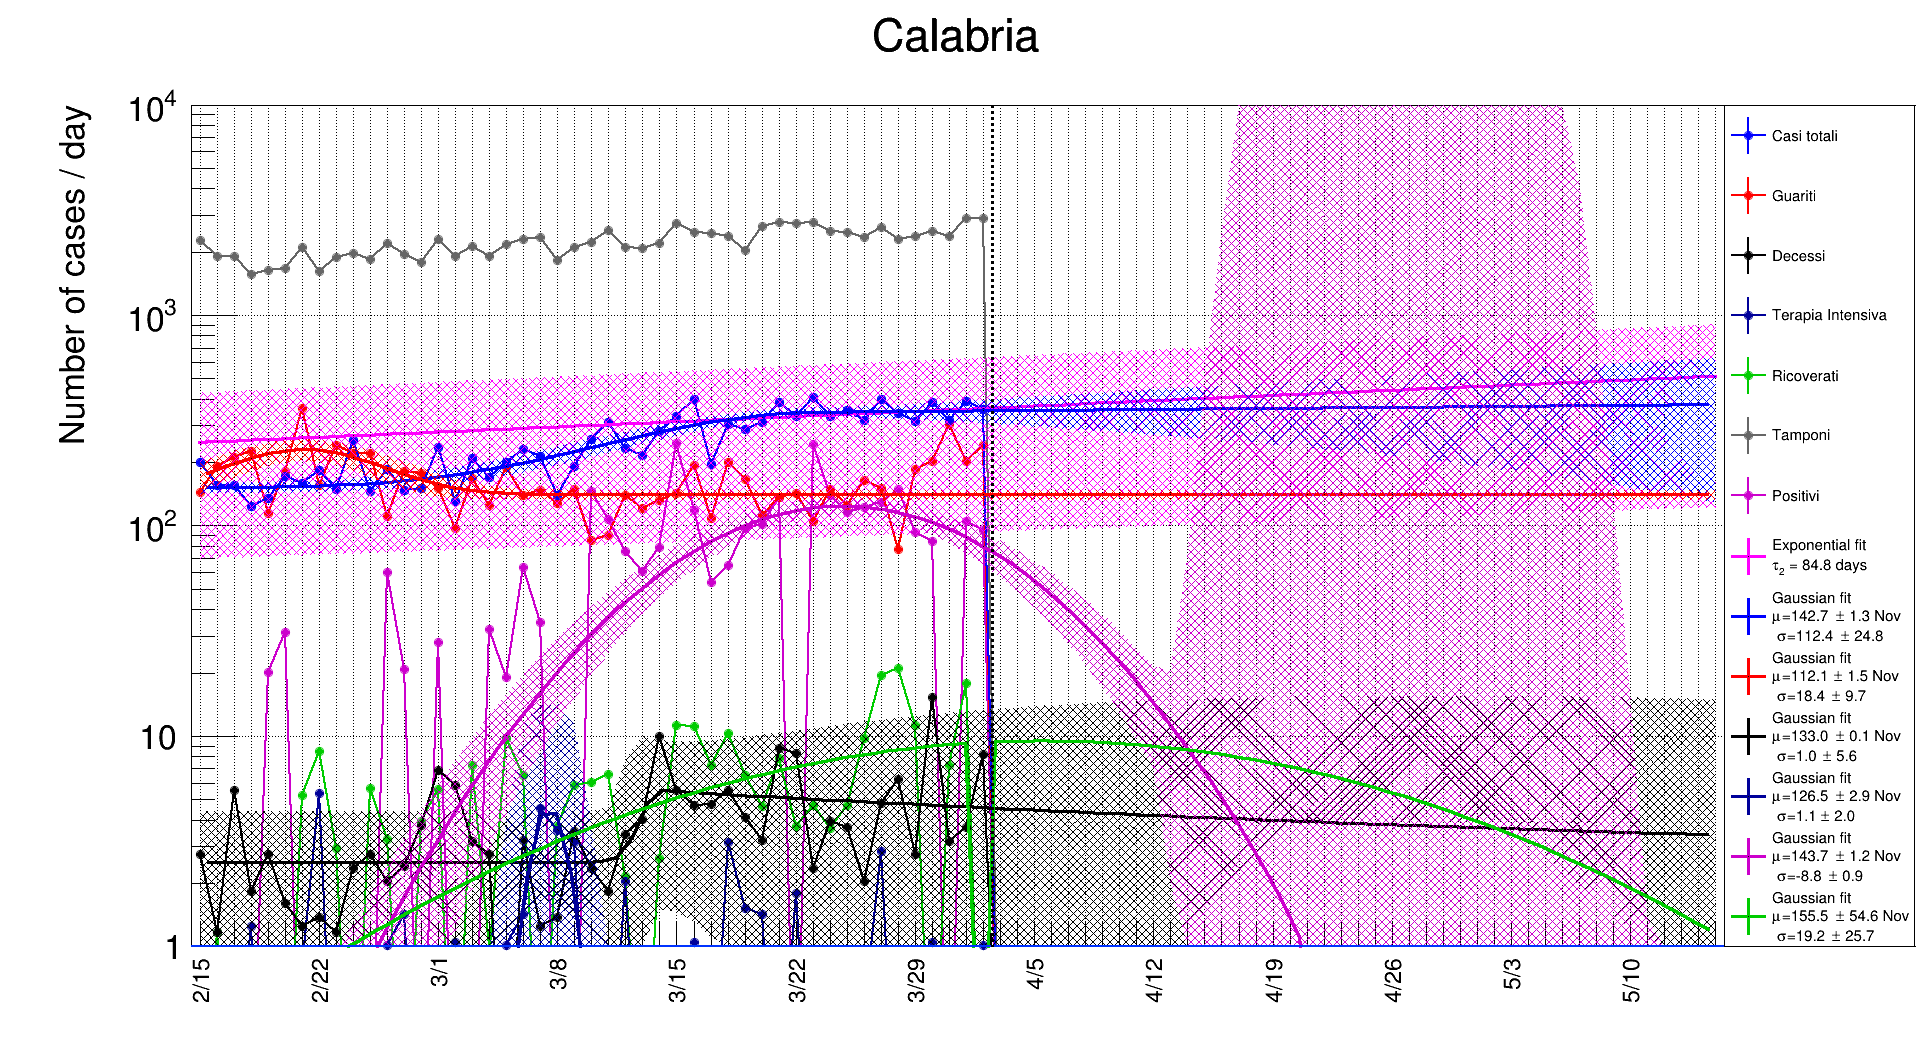 Calabria
Number of cases / day
10⁴
10³
10²
10
1
2/15
2/22
3/1
3/8
3/15
3/22
3/29
4/5
4/12
4/19
4/26
5/3
5/10
Casi totali
Guariti
Decessi
Terapia Intensiva
Ricoverati
Tamponi
Positivi
Exponential fit
τ₂ = 84.8 days
Gaussian fit
μ=142.7 ± 1.3 Nov
σ=112.4 ± 24.8
Gaussian fit
μ=112.1 ± 1.5 Nov
σ=18.4 ± 9.7
Gaussian fit
μ=133.0 ± 0.1 Nov
σ=1.0 ± 5.6
Gaussian fit
μ=126.5 ± 2.9 Nov
σ=1.1 ± 2.0
Gaussian fit
μ=143.7 ± 1.2 Nov
σ=-8.8 ± 0.9
Gaussian fit
μ=155.5 ± 54.6 Nov
σ=19.2 ± 25.7